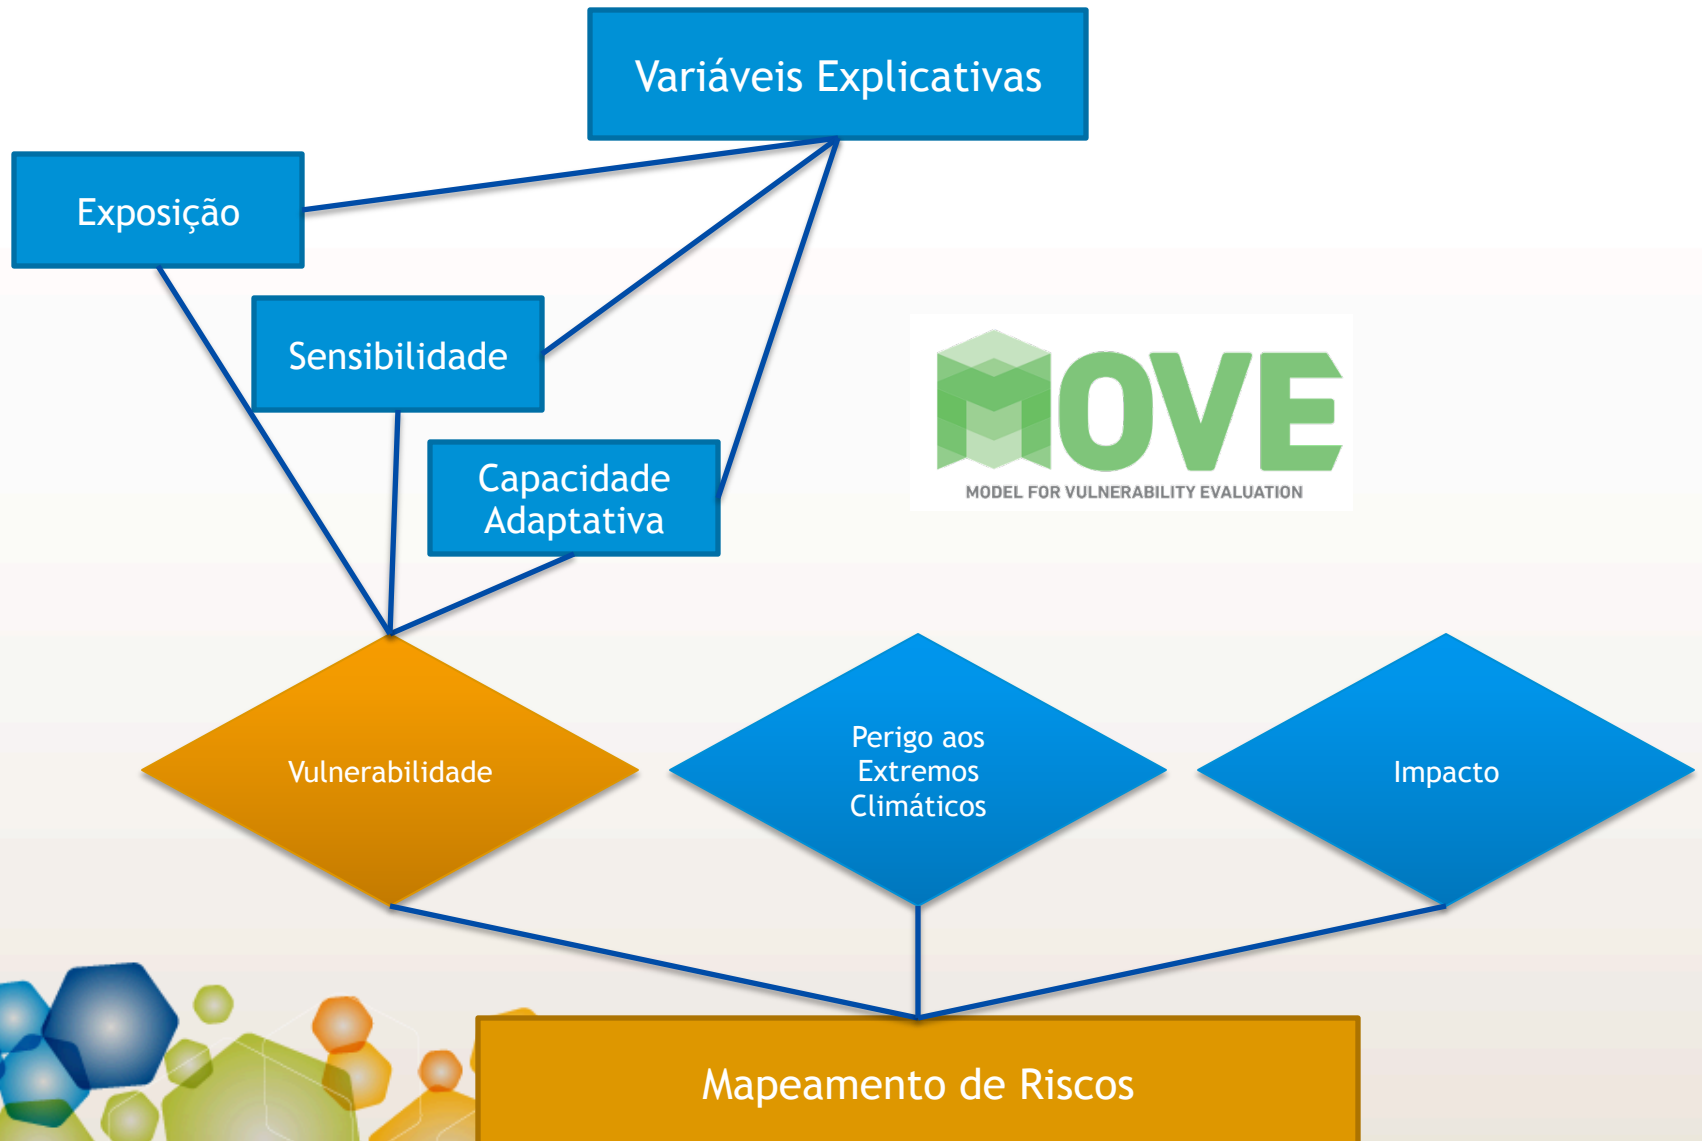 Variáveis Explicativas
Exposição
Sensibilidade
Capacidade
Adaptativa
MOVE
MODEL FOR VULNERABILITY EVALUATION
Vulnerabilidade
Perigo aos
Extremos
Climáticos
Impacto
Mapeamento de Riscos